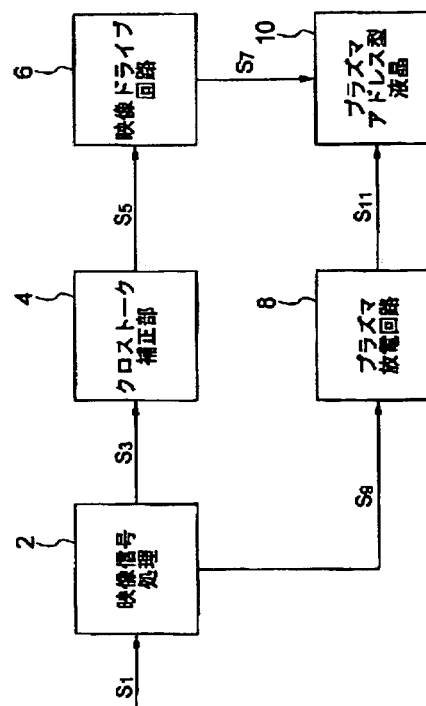 S1
2
映像信号
処理
S3
4
クロストーク
補正部
S5
6
映像ドライブ
回路
S7
S9
8
プラズマ
放電回路
S11
10
プラズマ
アドレス型
液晶